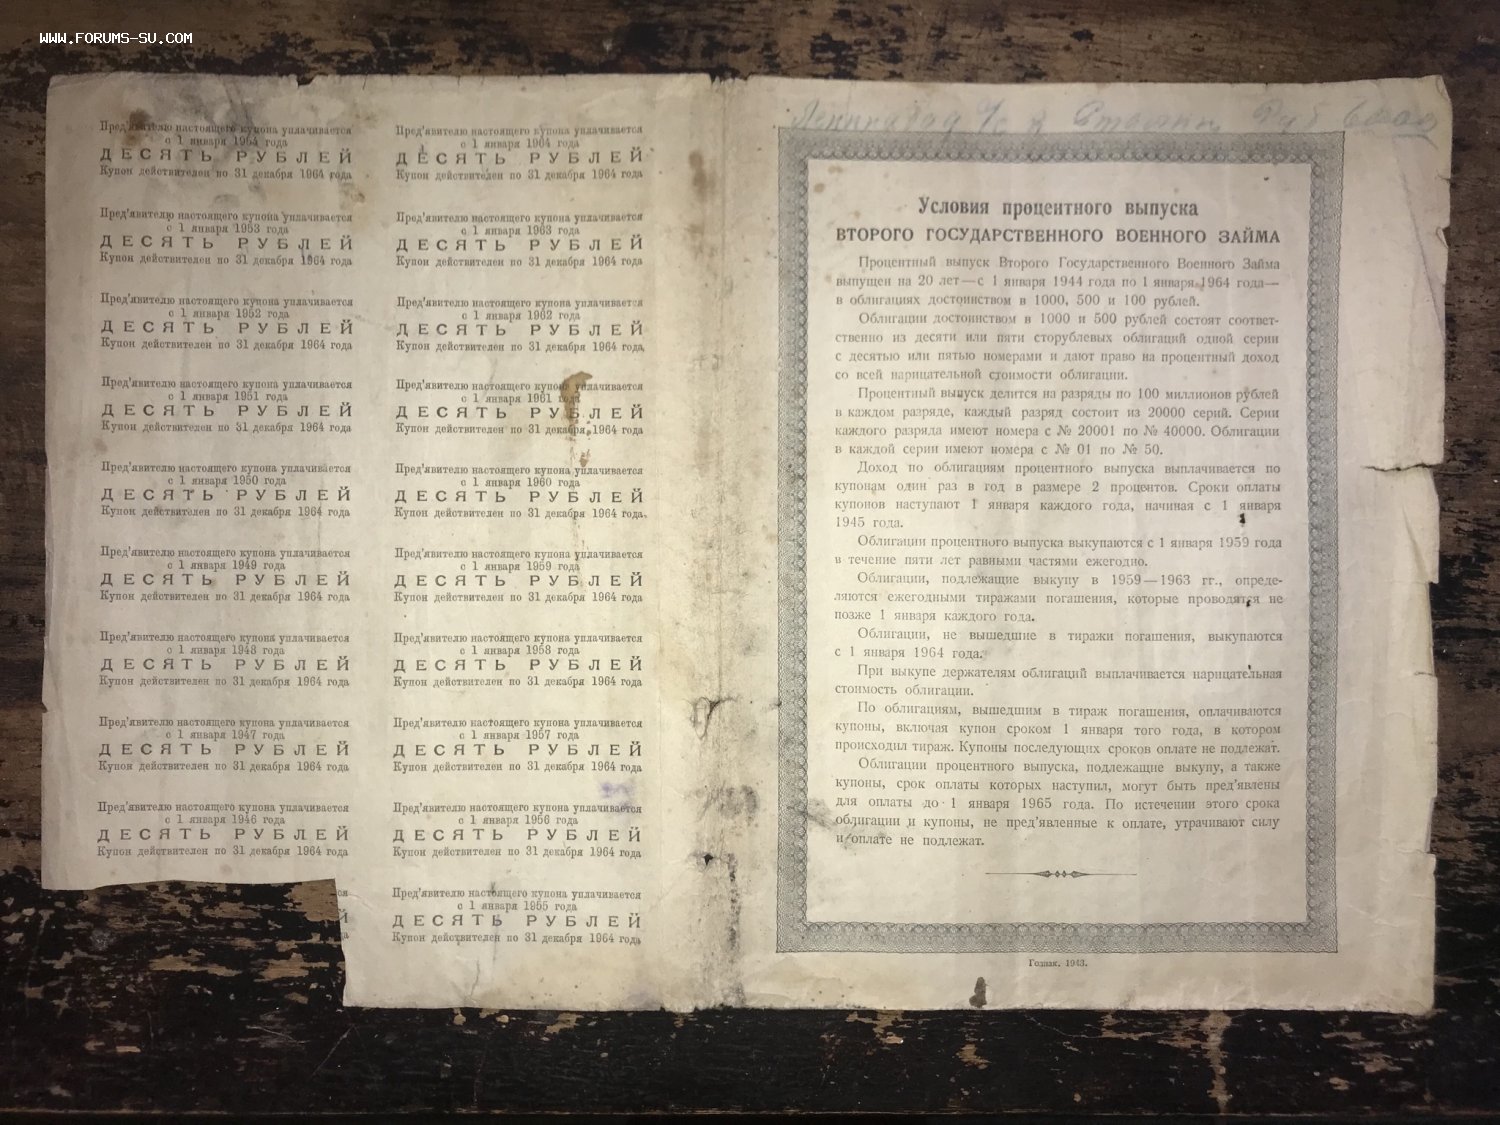 WWW.FORUMS-SU.COM
Пред'явителю настоящего купона уплачивается
с 1 января 1954 года
ДЕСЯТЬ РУБЛЕЙ
Купон действителен по 31 декабря 1964 года
Пред'явителю настоящего купона уплачивается
с 1 января 1953 года
ДЕСЯТЬ РУБЛЕЙ
Купон действителен по 31 декабря 1964 года
Пред'явителю настоящего купона уплачивается
с 1 января 1952 года
ДЕСЯТЬ РУБЛЕЙ
Купон действителен по 31 декабря 1964 года
Пред'явителю настоящего купона уплачивается
с 1 января 1951 года
ДЕСЯТЬ РУБЛЕЙ
Купон действителен по 31 декабря 1964 года
Пред'явителю настоящего купона уплачивается
с 1 января 1950 года
ДЕСЯТЬ РУБЛЕЙ
Купон действителен по 31 декабря 1964 года
Пред'явителю настоящего купона уплачивается
с 1 января 1949 года
ДЕСЯТЬ РУБЛЕЙ
Купон действителен по 31 декабря 1964 года
Пред'явителю настоящего купона уплачивается
с 1 января 1948 года
ДЕСЯТЬ РУБЛЕЙ
Купон действителен по 31 декабря 1964 года
Пред'явителю настоящего купона уплачивается
с 1 января 1947 года
ДЕСЯТЬ РУБЛЕЙ
Купон действителен по 31 декабря 1964 года
Пред'явителю настоящего купона уплачивается
с 1 января 1946 года
ДЕСЯТЬ РУБЛЕЙ
Купон действителен по 31 декабря 1964 года
Пред'явителю настоящего купона уплачивается
с 1 января 1964 года
ДЕСЯТЬ РУБЛЕЙ
Купон действителен по 31 декабря 1964 года
Пред'явителю настоящего купона уплачивается
с 1 января 1963 года
ДЕСЯТЬ РУБЛЕЙ
Купон действителен по 31 декабря 1964 года
Пред'явителю настоящего купона уплачивается
с 1 января 1962 года
ДЕСЯТЬ РУБЛЕЙ
Купон действителен по 31 декабря 1964 года
Пред'явителю настоящего купона уплачивается
с 1 января 1961 года
ДЕСЯТЬ РУБЛЕЙ
Купон действителен по 31 декабря 1964 года
Пред'явителю настоящего купона уплачивается
с 1 января 1960 года
ДЕСЯТЬ РУБЛЕЙ
Купон действителен по 31 декабря 1964 года
Пред'явителю настоящего купона уплачивается
с 1 января 1959 года
ДЕСЯТЬ РУБЛЕЙ
Купон действителен по 31 декабря 1964 года
Пред'явителю настоящего купона уплачивается
с 1 января 1958 года
ДЕСЯТЬ РУБЛЕЙ
Купон действителен по 31 декабря 1964 года
Пред'явителю настоящего купона уплачивается
с 1 января 1957 года
ДЕСЯТЬ РУБЛЕЙ
Купон действителен по 31 декабря 1964 года
Пред'явителю настоящего купона уплачивается
с 1 января 1956 года
ДЕСЯТЬ РУБЛЕЙ
Купон действителен по 31 декабря 1964 года
Пред'явителю настоящего купона уплачивается
с 1 января 1955 года
ДЕСЯТЬ РУБЛЕЙ
Купон действителен по 31 декабря 1964 года
Ленинград
Условия процентного выпуска
ВТОРОГО ГОСУДАРСТВЕННОГО ВОЕННОГО ЗАЙМА
Процентный выпуск Второго Государственного Военного Займа
выпущен на 20 лет—с 1 января 1944 года по 1 января 1964 года—
в облигациях достоинством в 1000, 500 и 100 рублей.
Облигации достоинством в 1000 и 500 рублей состоят соответ-
ственно из десяти или пяти сторублевых облигаций одной серии
с десятью или пятью номерами и дают право на процентный доход
со всей нарицательной стоимости облигации.
Процентный выпуск делится на разряды по 100 миллионов рублей
в каждом разряде, каждый разряд состоит из 20000 серий. Серии
каждого разряда имеют номера с № 20001 по № 40000. Облигации
в каждой серии имеют номера с № 01 по № 50.
Доход по облигациям процентного выпуска выплачивается по
купонам один раз в год в размере 2 процентов. Сроки оплаты
купонов наступают 1 января каждого года, начиная с 1 января
1945 года.
Облигации процентного выпуска выкупаются с 1 января 1959 года
в течение пяти лет равными частями ежегодно.
Облигации, подлежащие выкупу в 1959—1963 гг., опреде-
ляются ежегодными тиражами погашения, которые проводятся не
позже 1 января каждого года.
Облигации, не вышедшие в тиражи погашения, выкупаются
с 1 января 1964 года.
При выкупе держателям облигаций выплачивается нарицательная
стоимость облигации.
По облигациям, вышедшим в тираж погашения, оплачиваются
купоны, включая купон сроком 1 января того года, в котором
происходил тираж. Купоны последующих сроков оплате не подлежат.
Облигации процентного выпуска, подлежащие выкупу, а также
купоны, срок оплаты которых наступил, могут быть пред'явлены
для оплаты до 1 января 1965 года. По истечении этого срока
облигации и купоны, не пред'явленные к оплате, утрачивают силу
и оплате не подлежат.
Гознак. 1943.